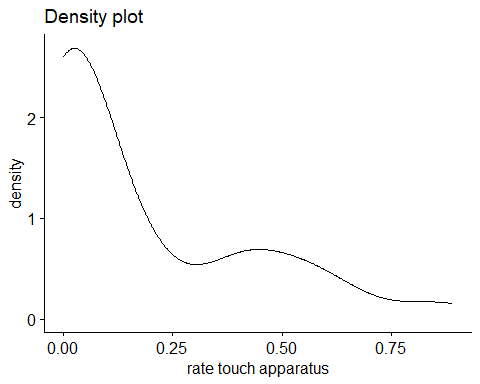 Density plot
2
1
0
density
0.00 0.25 0.50 0.75
rate touch apparatus